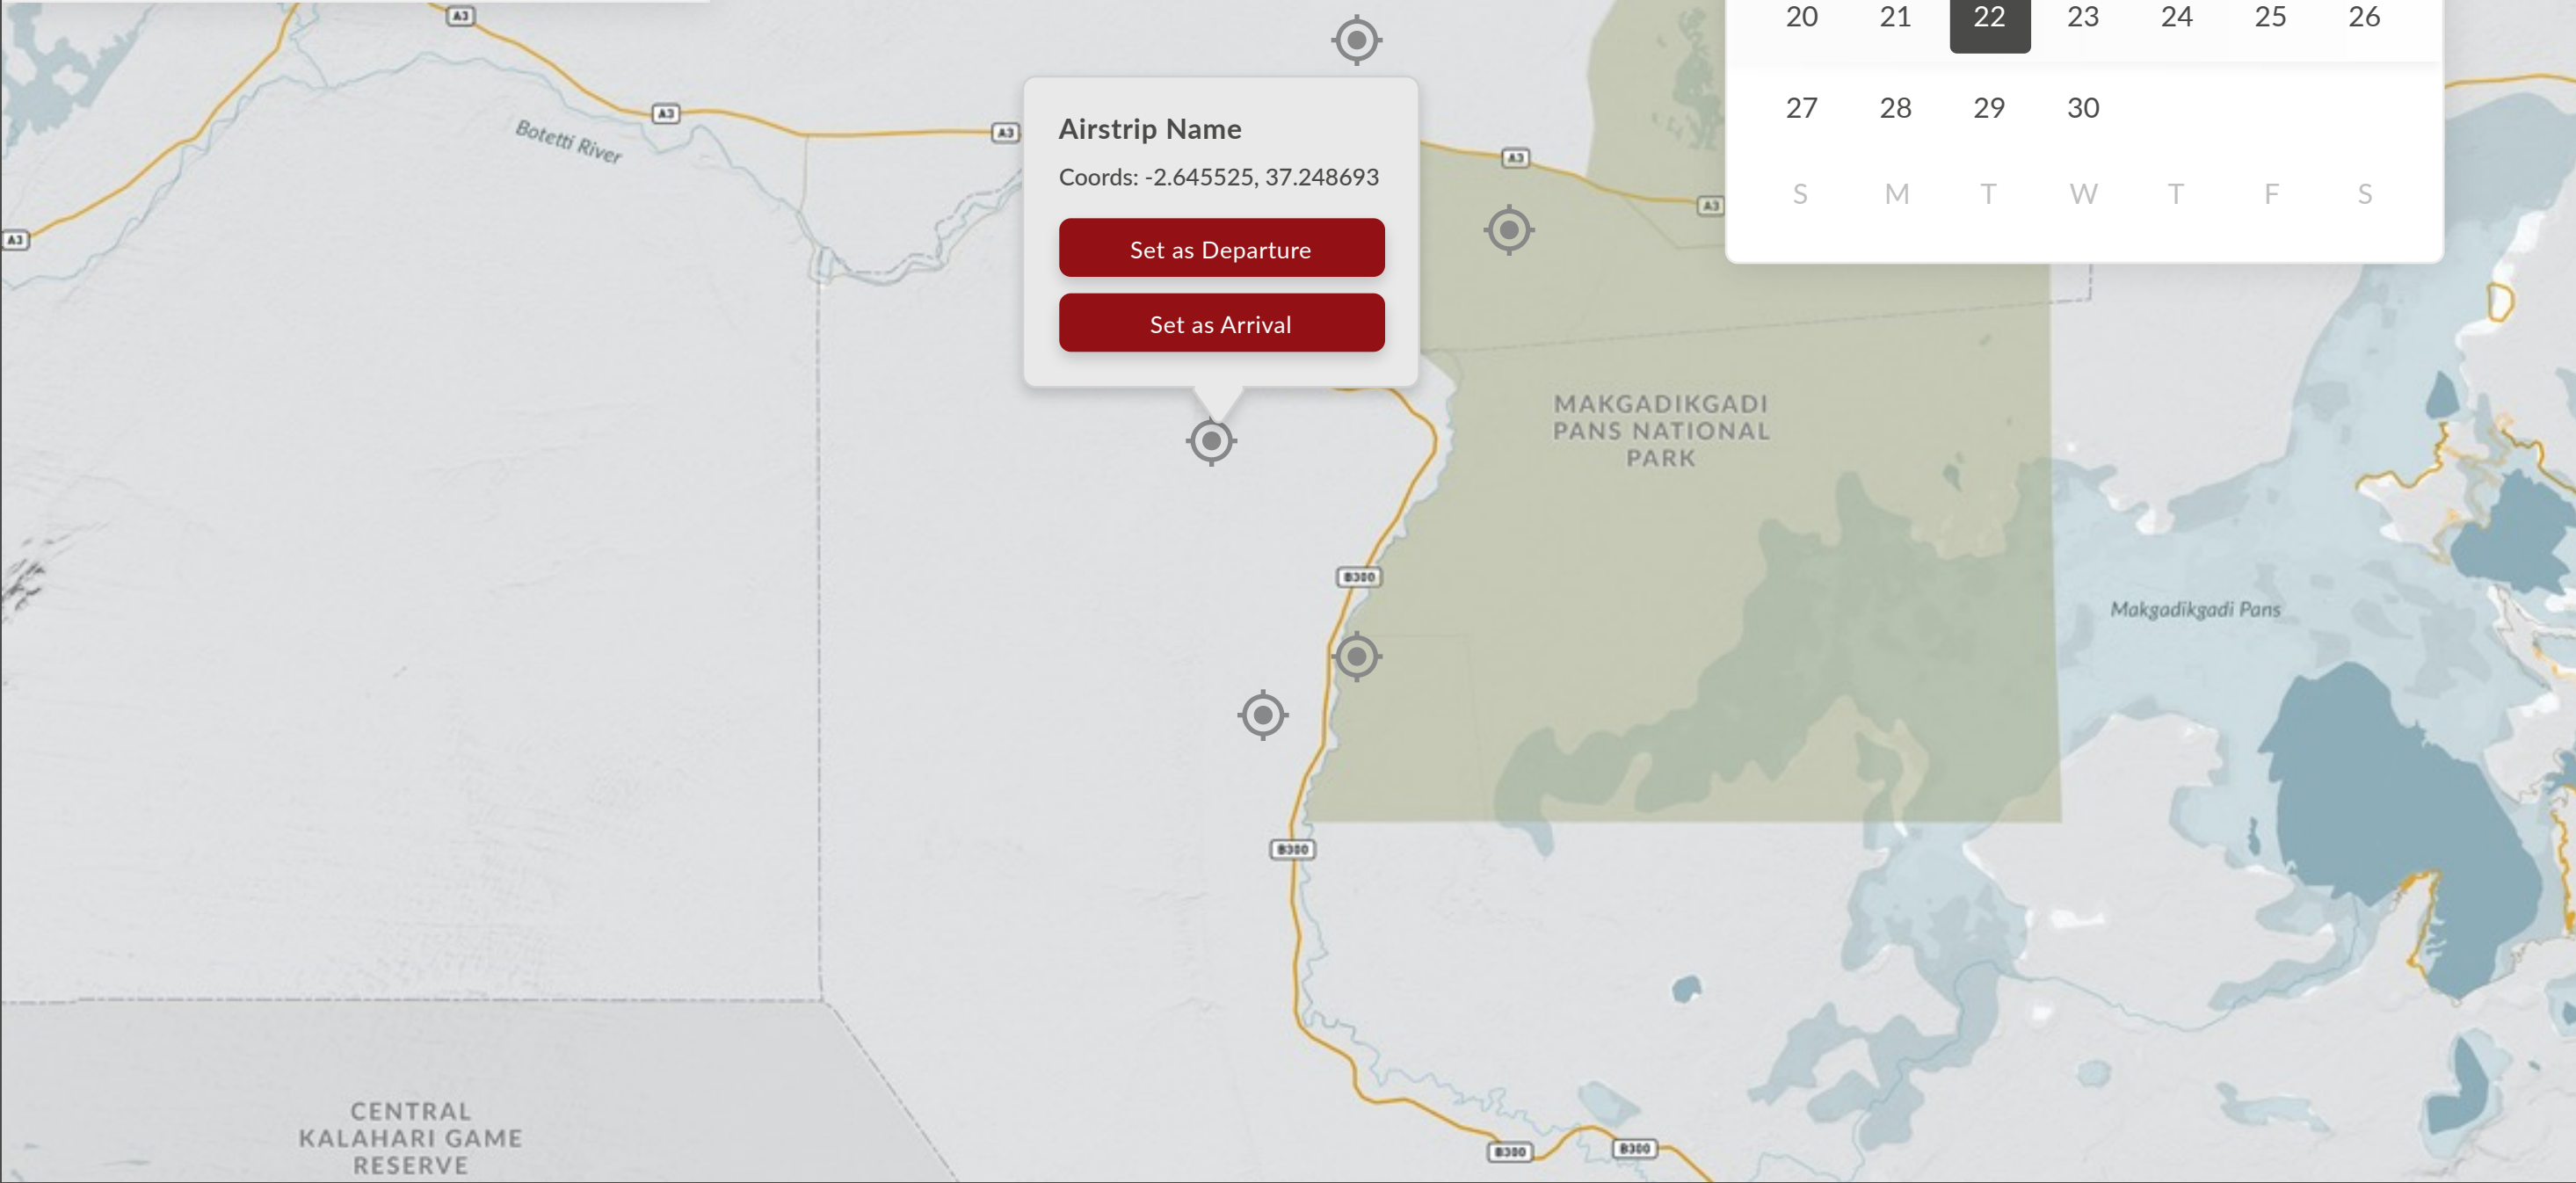 A3
20 21 22 23 24 25 26
A3
27 28 29 30
Botetti River
A3
Airstrip Name
Coords: -2.645525, 37.248693
Set as Departure
Set as Arrival
A3
A3
S M T W T F S
A3
MAKGADIKGADI
PANS NATIONAL
PARK
B300
Makgadikgadi Pans
B300
CENTRAL
KALAHARI GAME
RESERVE
B300
B300